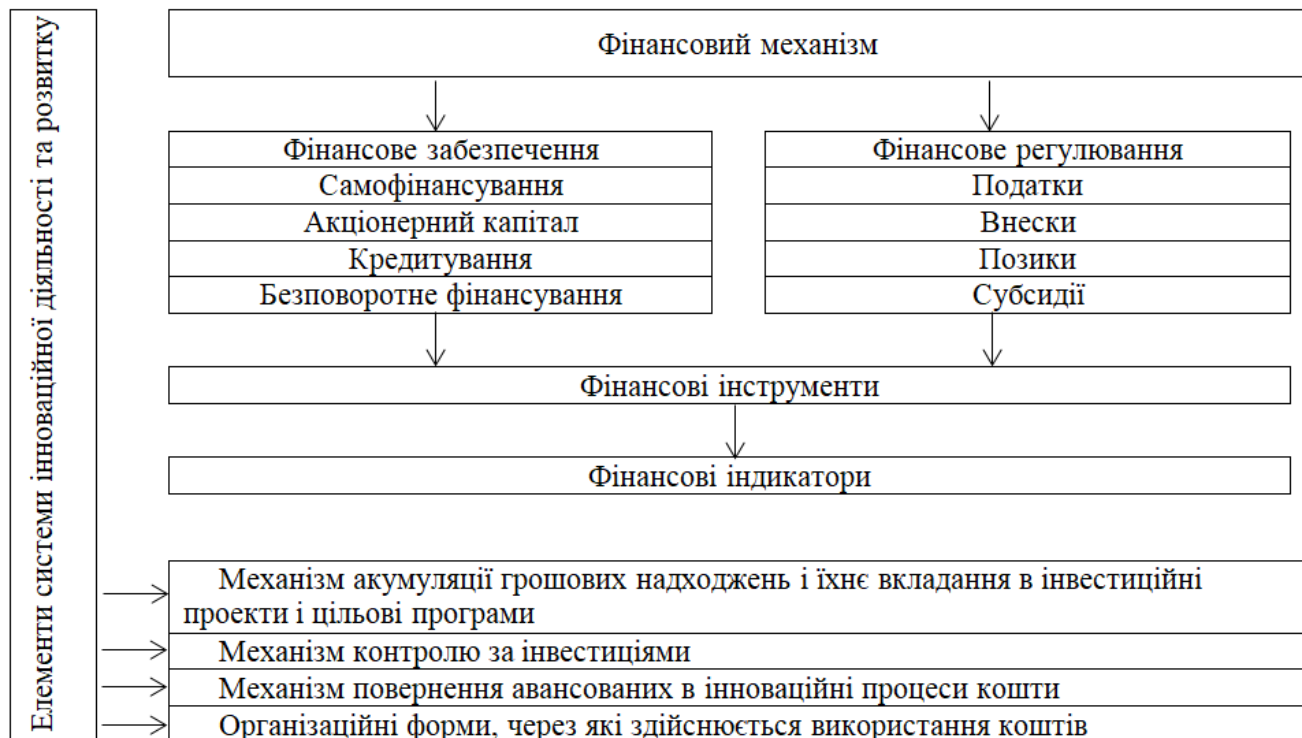 Елементи системи інноваційної діяльності та розвитку
Фінансовий механізм
Фінансове забезпечення
Самофінансування
Акціонерний капітал
Кредитування
Безповоротне фінансування
Фінансове регулювання
Податки
Внески
Позики
Субсидії
Фінансові інструменти
Фінансові індикатори
Механізм акумуляції грошових надходжень і їхнє вкладання в інвестиційні
проекти і цільові програми
Механізм контролю за інвестиціями
Механізм повернення авансованих в інноваційні процеси кошти
Організаційні форми, через які здійснюється використання коштів